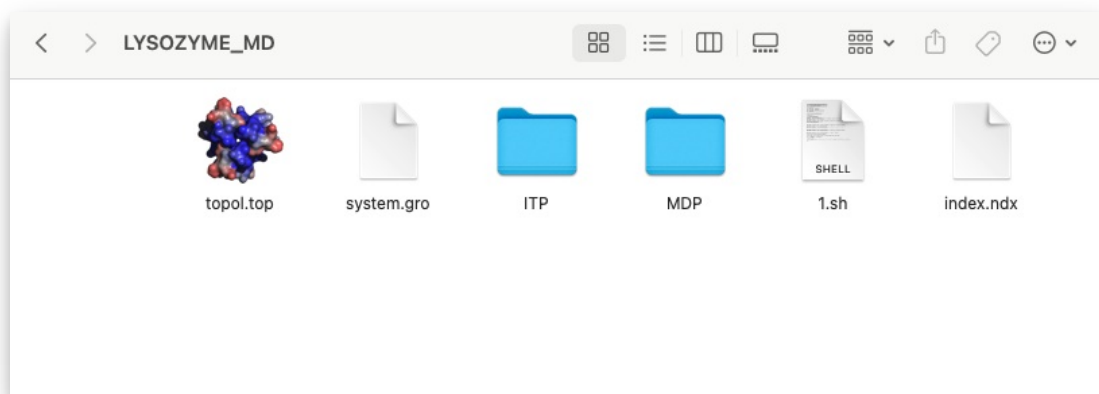 LYSOZYME_MD
topol.top
system.gro
ITP
MDP
SHELL
1.sh
index.ndx